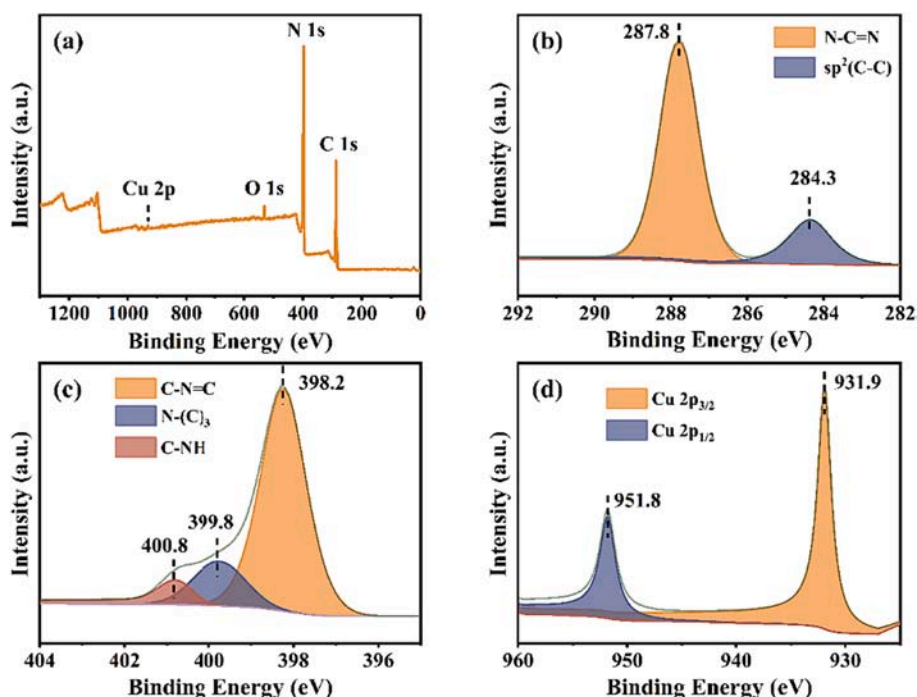 (a)
N 1s
C 1s
Cu 2p
O 1s
Intensity (a.u.)
1200 1000 800 600 400 200 0
Binding Energy (eV)
(b)
287.8
N-C=N
sp²(C-C)
284.3
Intensity (a.u.)
292 290 288 286 284 282
Binding Energy (eV)
(c)
C-N=C
N-(C)₃
C-NH
398.2
399.8
400.8
Intensity (a.u.)
404 402 400 398 396
Binding Energy (eV)
(d)
Cu 2p₃/₂
Cu 2p₁/₂
931.9
951.8
Intensity (a.u.)
960 950 940 930
Binding Energy (eV)